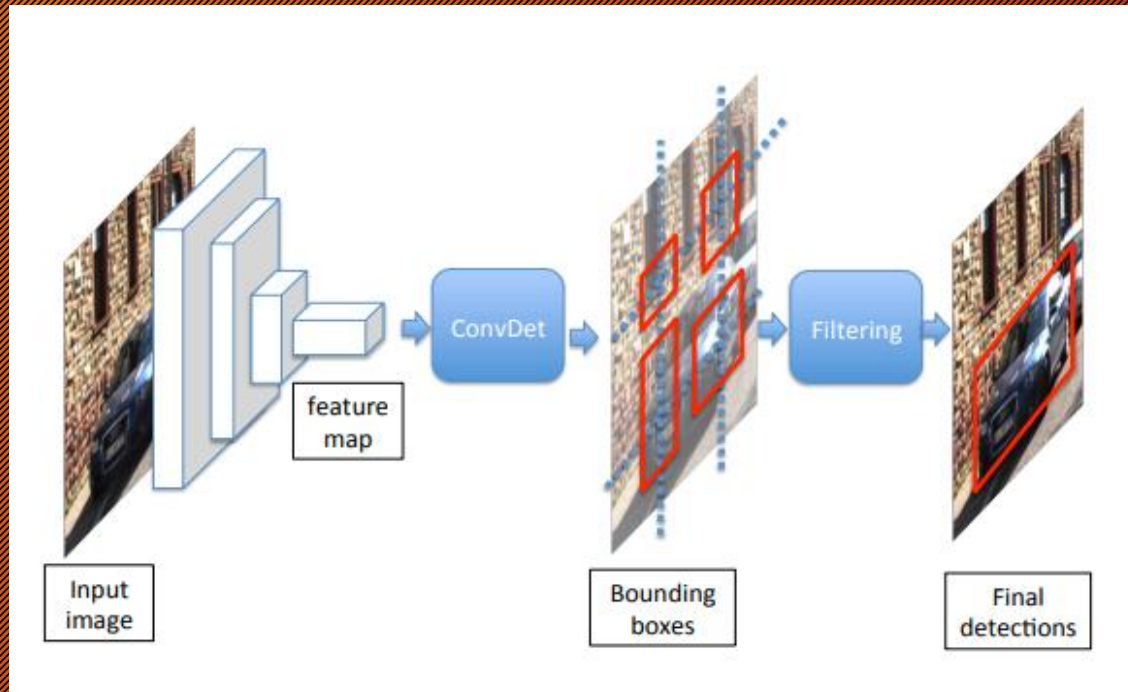 feature
map
ConvDet
Filtering
Input
image
Bounding
boxes
Final
detections